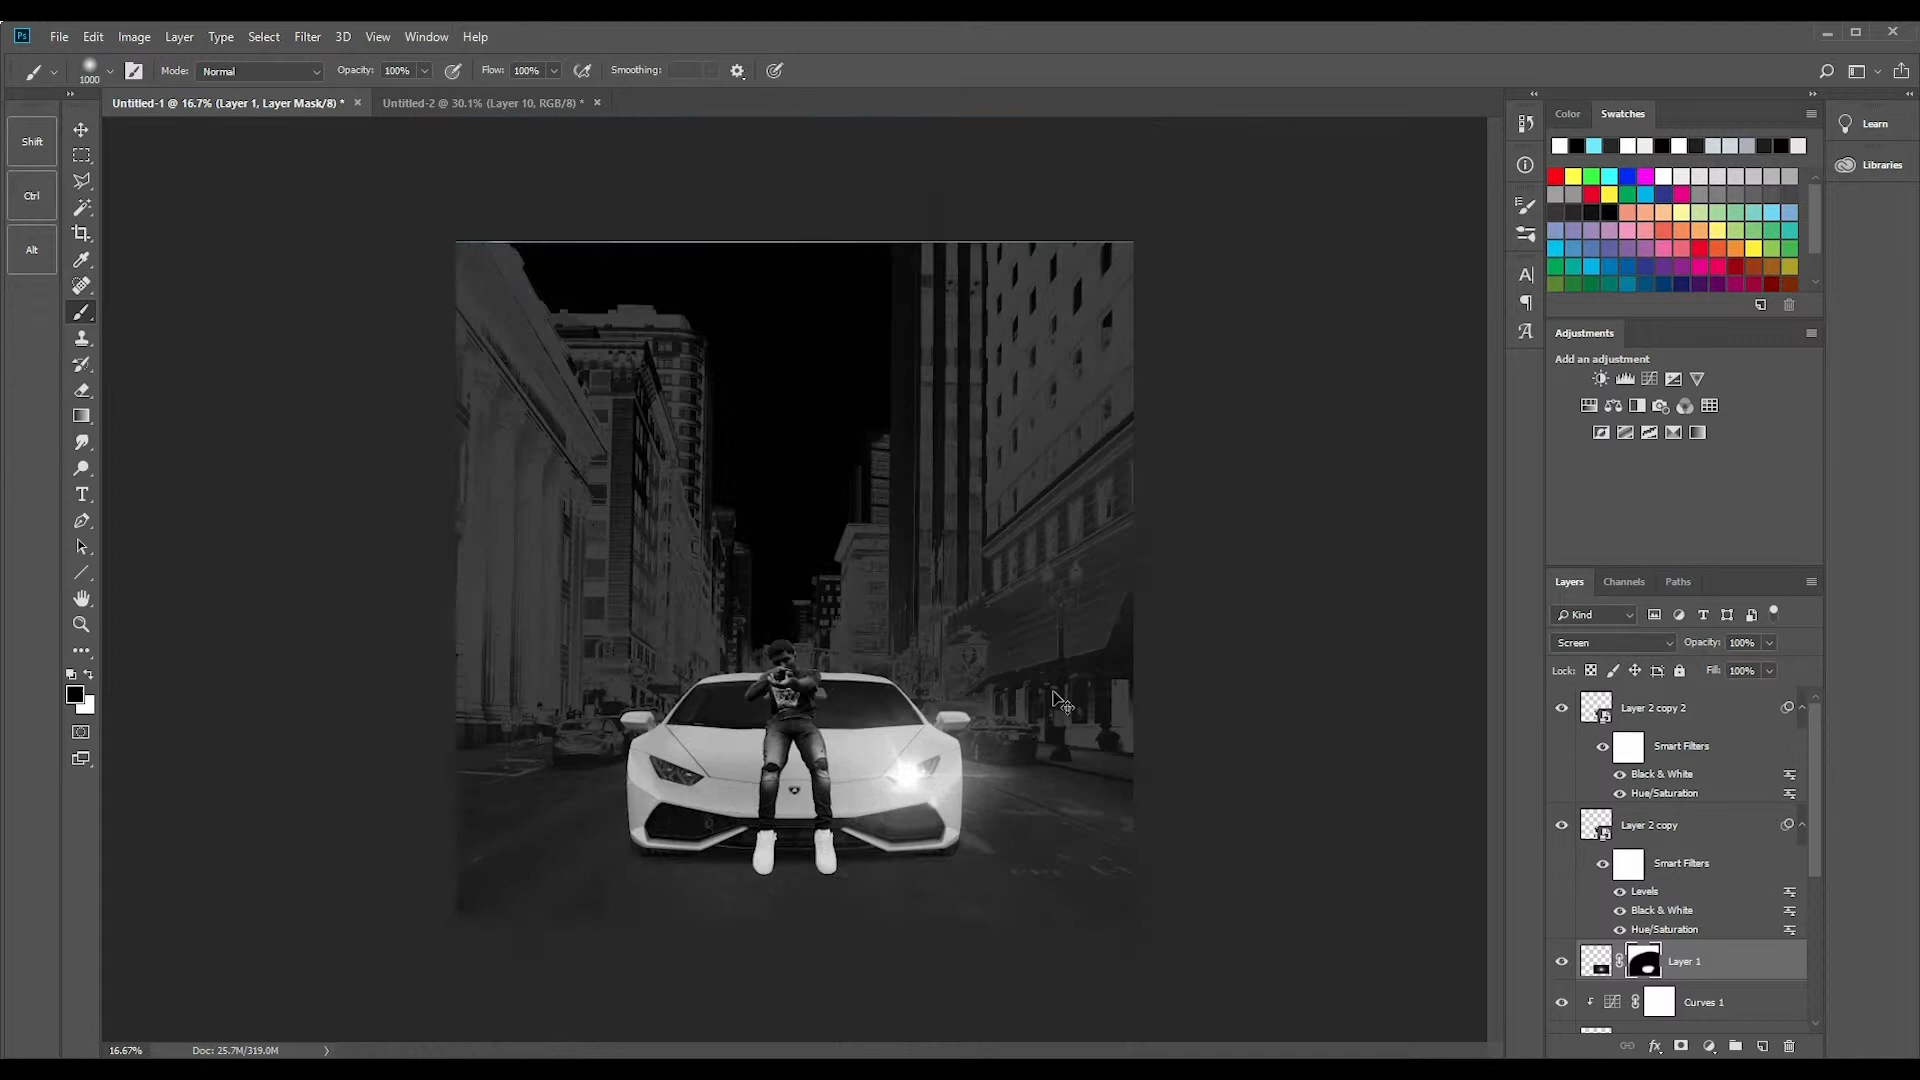 Ps File Edit Image Layer Type Select Filter 3D View Window Help
1000 Mode: Normal Opacity: 100% Flow: 100% Smoothing:
Untitled-1 @ 16.7% (Layer 1, Layer Mask/8) * × Untitled-2 @ 30.1% (Layer 10, RGB/8) * ×
Shift
Ctrl
Alt
Color Swatches
Learn
Libraries
Adjustments
Add an adjustment
Layers Channels Paths
Kind
Screen Opacity: 100%
Lock: Fill: 100%
Layer 2 copy 2
Smart Filters
Black & White
Hue/Saturation
Layer 2 copy
Smart Filters
Levels
Black & White
Hue/Saturation
Layer 1
Curves 1
16.67% Doc: 25.7M/319.0M